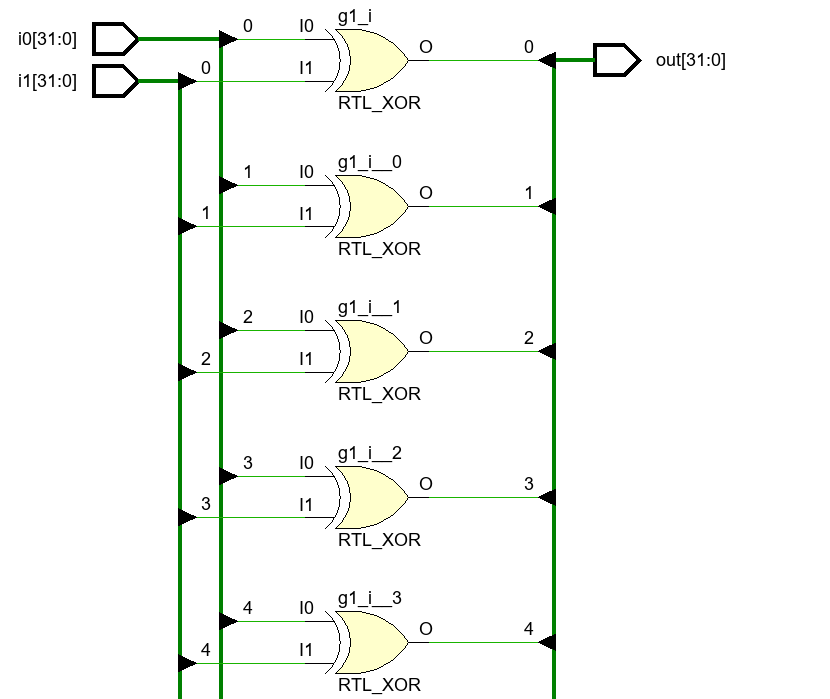 g1_i
i0[31:0] 0 I0
O 0 out[31:0]
i1[31:0] 0 I1
RTL_XOR
g1_i__0
1 I0
O 1
1 I1
RTL_XOR
g1_i__1
2 I0
O 2
2 I1
RTL_XOR
g1_i__2
3 I0
O 3
3 I1
RTL_XOR
g1_i__3
4 I0
O 4
4 I1
RTL_XOR